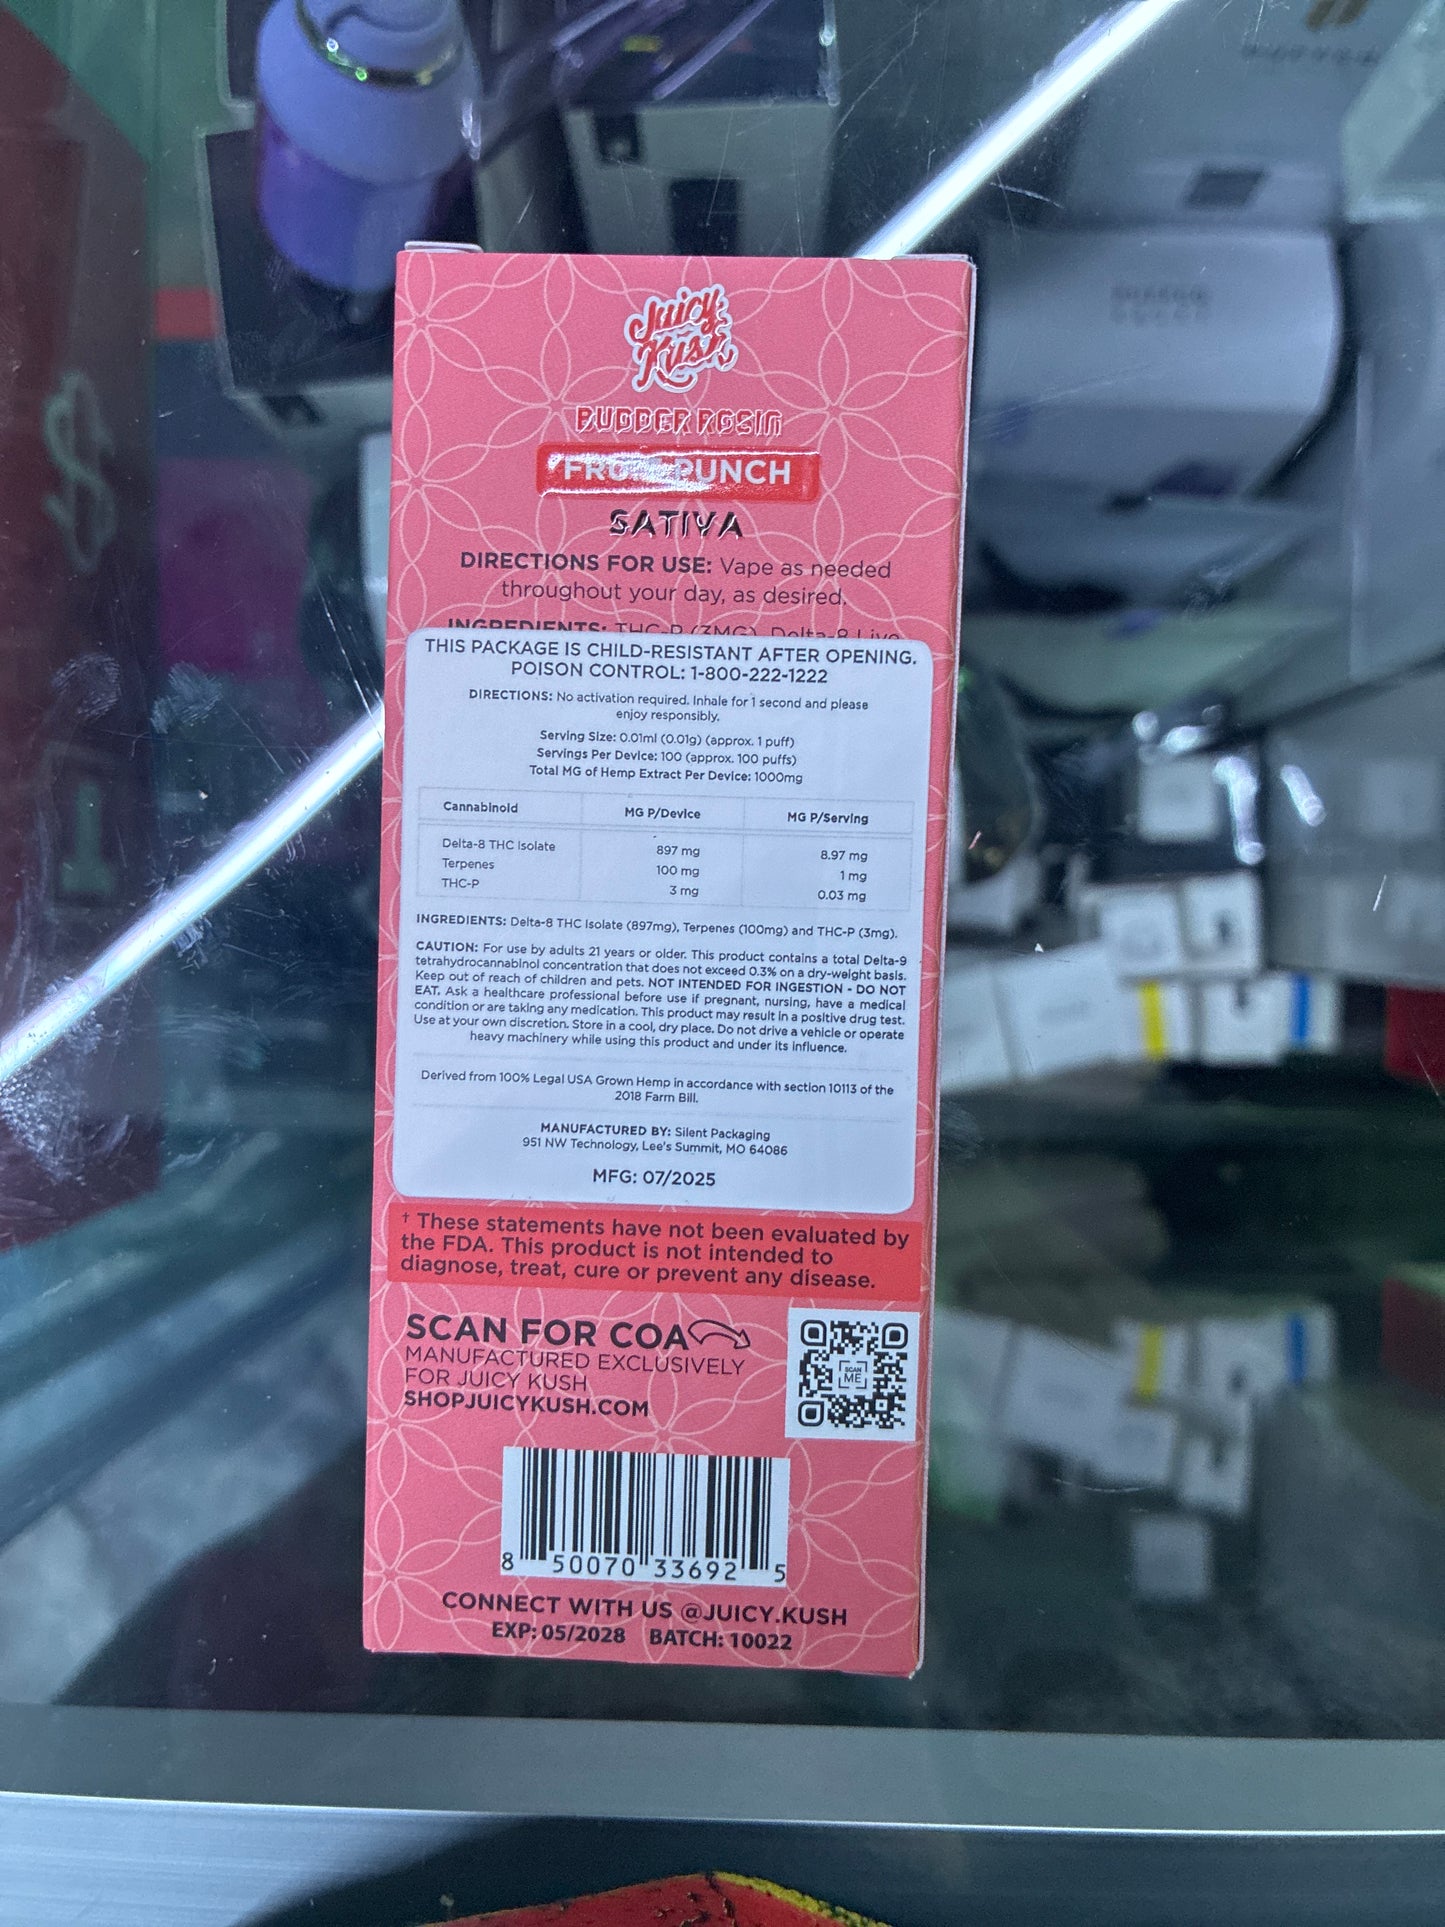 Juicy
Kush
BUDDER ROSIN
FRUIT PUNCH
SATIVA
DIRECTIONS FOR USE: Vape as needed
throughout your day, as desired.
INGREDIENTS: THC-P (3MG), Delta-8 Live
THIS PACKAGE IS CHILD-RESISTANT AFTER OPENING.
POISON CONTROL: 1-800-222-1222
DIRECTIONS: No activation required. Inhale for 1 second and please
enjoy responsibly.
Serving Size: 0.01ml (0.01g) (approx. 1 puff)
Servings Per Device: 100 (approx. 100 puffs)
Total MG of Hemp Extract Per Device: 1000mg
Cannabinoid MG P/Device MG P/Serving
Delta-8 THC Isolate 897 mg 8.97 mg
Terpenes 100 mg 1 mg
THC-P 3 mg 0.03 mg
INGREDIENTS: Delta-8 THC Isolate (897mg), Terpenes (100mg) and THC-P (3mg).
CAUTION: For use by adults 21 years or older. This product contains a total Delta-9
tetrahydrocannabinol concentration that does not exceed 0.3% on a dry-weight basis.
Keep out of reach of children and pets. NOT INTENDED FOR INGESTION - DO NOT
EAT. Ask a healthcare professional before use if pregnant, nursing, have a medical
condition or are taking any medication. This product may result in a positive drug test.
Use at your own discretion. Store in a cool, dry place. Do not drive a vehicle or operate
heavy machinery while using this product and under its influence.
Derived from 100% Legal USA Grown Hemp in accordance with section 10113 of the
2018 Farm Bill.
MANUFACTURED BY: Silent Packaging
951 NW Technology, Lee's Summit, MO 64086
MFG: 07/2025
† These statements have not been evaluated by
the FDA. This product is not intended to
diagnose, treat, cure or prevent any disease.
SCAN FOR COA
MANUFACTURED EXCLUSIVELY
FOR JUICY KUSH
SHOPJUICYKUSH.COM
SCAN
ME
8 50070 33692 5
CONNECT WITH US @JUICY.KUSH
EXP: 05/2028 BATCH: 10022